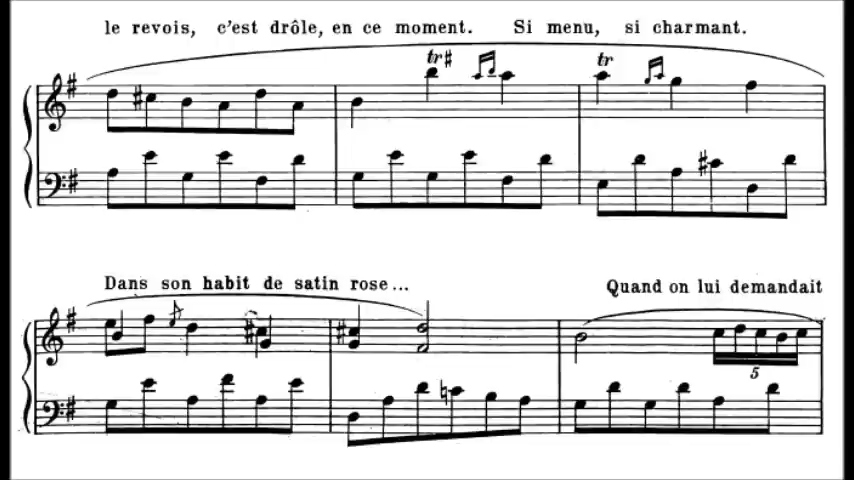 le revois, c'est drôle, en ce moment. Si menu, si charmant.
tr# tr
Dans son habit de satin rose...
Quand on lui demandait
5